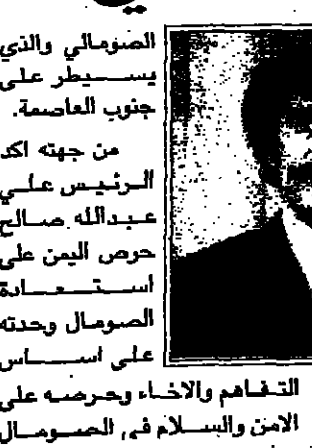 الصومالي والذي
يسيطر على
جنوب العاصمة.
من جهته اكد
الرئيس علي
عبدالله صالح
حرص اليمن على
استعادة
الصومال وحدته
على اساس
التفاهم والاخاء وحرصه على
الامن والسلام في الصومال